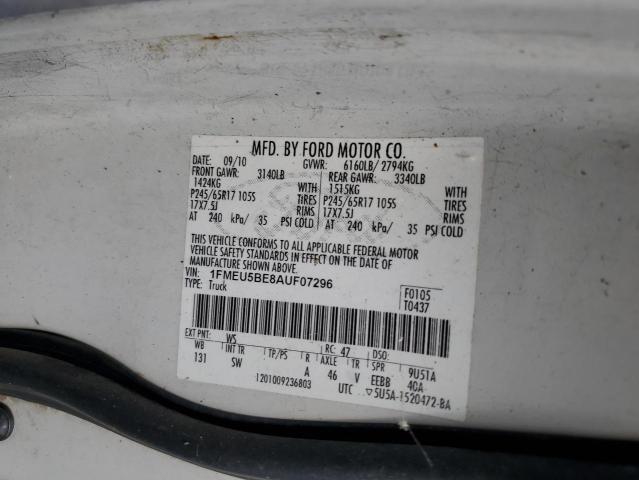 MFD. BY FORD MOTOR CO.
DATE: 09/10 GVWR: 6160LB/ 2794KG
FRONT GAWR: 3140LB REAR GAWR: 3340LB
1424KG 1515KG
P245/65R17 105S TIRES P245/65R17 105S TIRES
17X7.5J RIMS 17X7.5J RIMS
AT 240 kPa/ 35 PSI COLD AT 240 kPa/ 35 PSI COLD
THIS VEHICLE CONFORMS TO ALL APPLICABLE FEDERAL MOTOR
VEHICLE SAFETY STANDARDS IN EFFECT ON THE DATE OF
MANUFACTURE SHOWN ABOVE.
VIN: 1FMEU5BE8AUF07296
TYPE: Truck
F0105
T0437
EXT PNT: WS RC: 47 DSO:
WB INT TR TP/PS R AXLE TR SPR 9U51A
131 SW A 46 V EEBB 40A
1201009236803 UTC ▽5U5A-1520472-BA